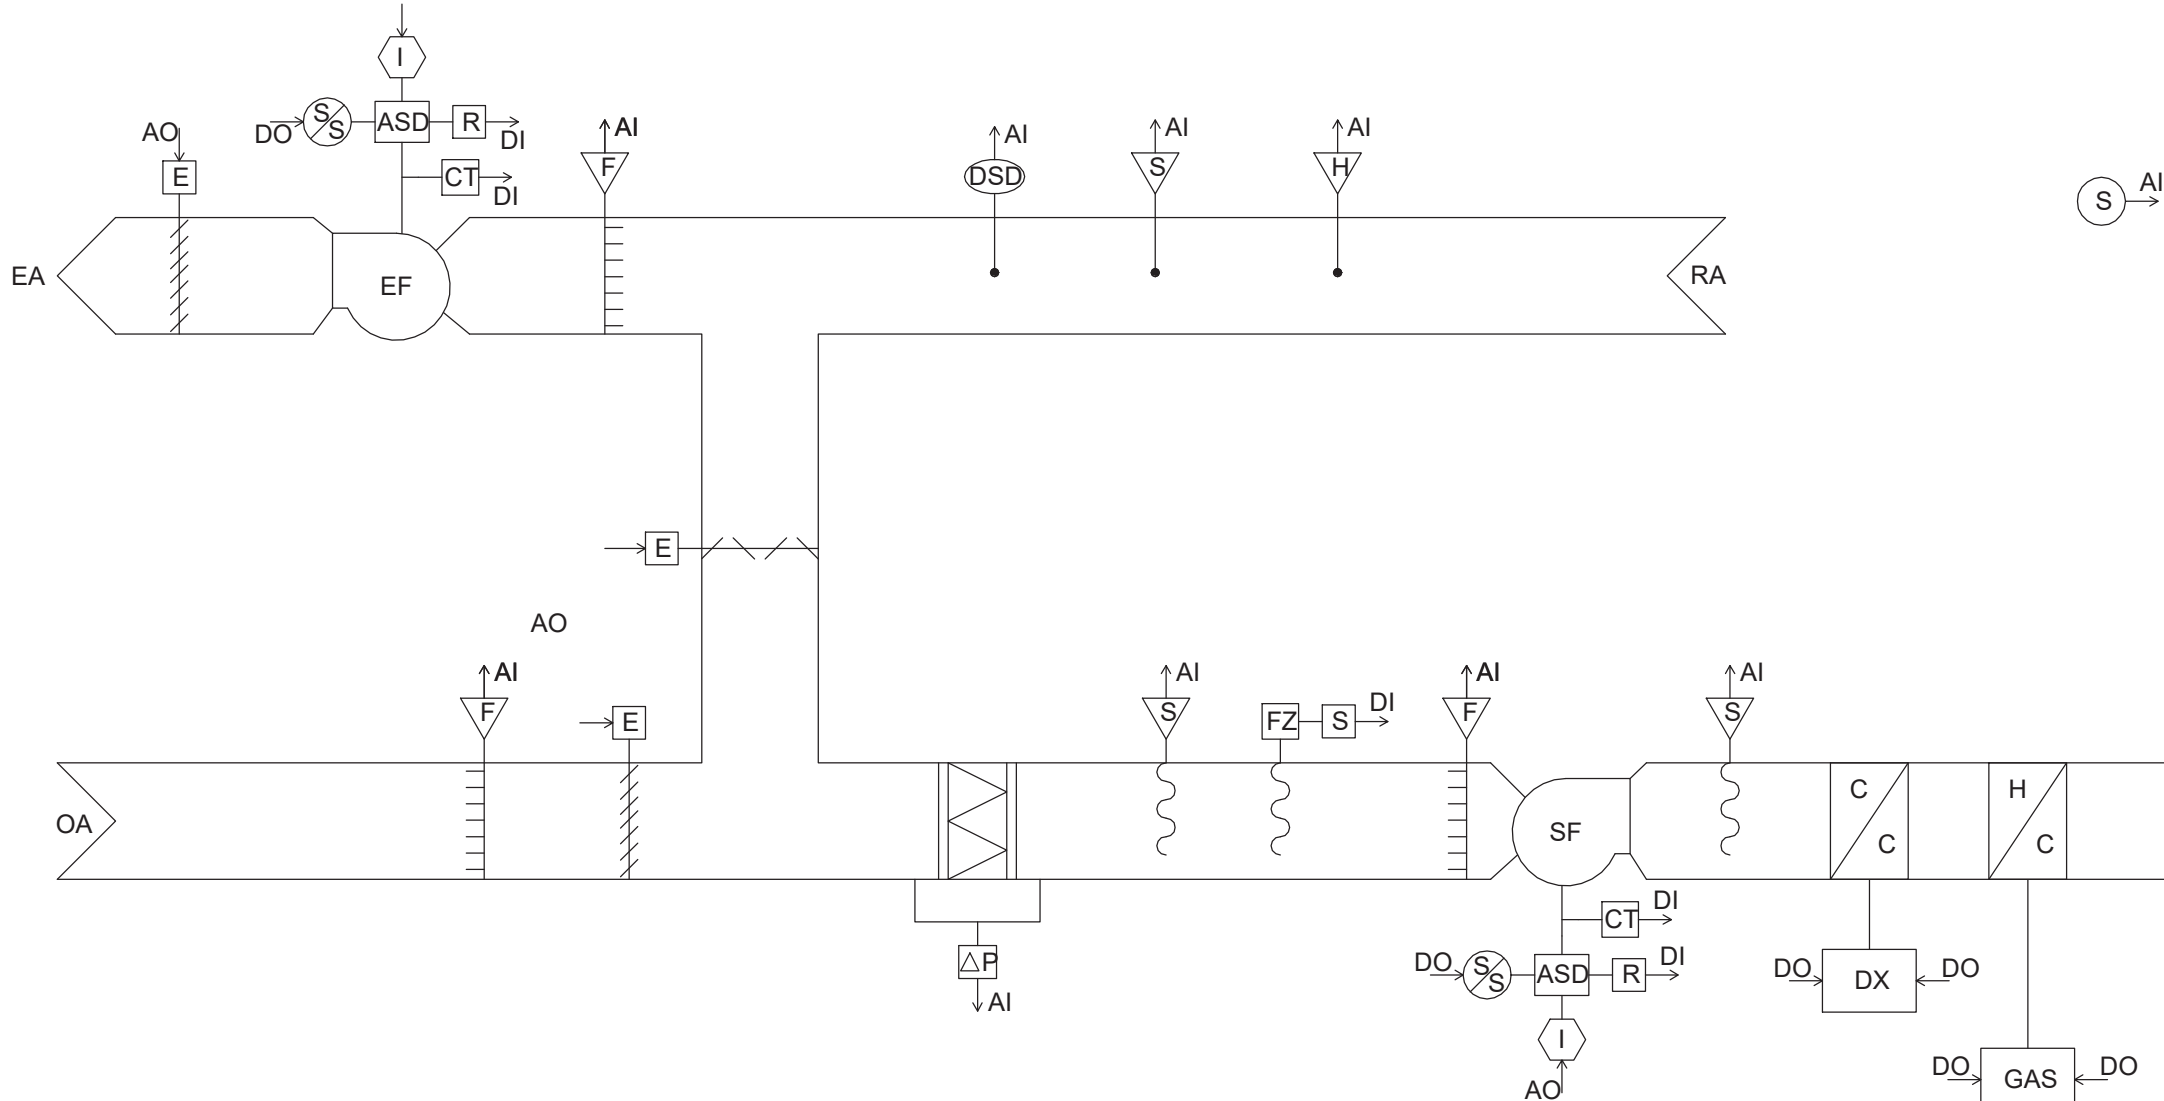 I
S
S
ASD
R
DO
DI
AO
AI
AI
AI
AI
E
CT
F
DSD
S
H
DI
S
AI
EA
EF
RA
E
AO
AI
AI
AI
AI
F
E
S
FZ
S
DI
F
S
OA
SF
C
C
H
C
CT
DI
△P
AI
DO
S
S
ASD
R
DI
DO
DX
DO
I
AO
DO
GAS
DO